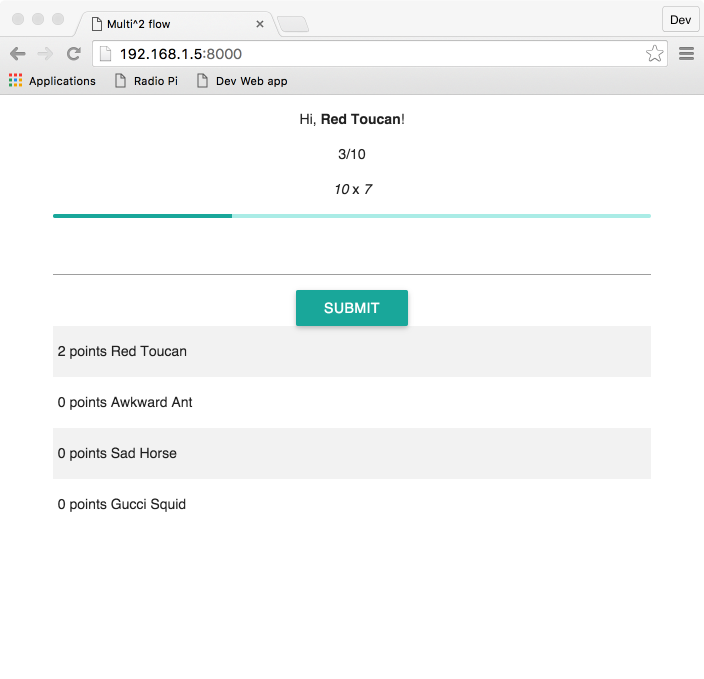 Multi^2 flow
Dev
192.168.1.5:8000
Applications Radio Pi Dev Web app
Hi, Red Toucan!
3/10
10 x 7
SUBMIT
2 points Red Toucan
0 points Awkward Ant
0 points Sad Horse
0 points Gucci Squid